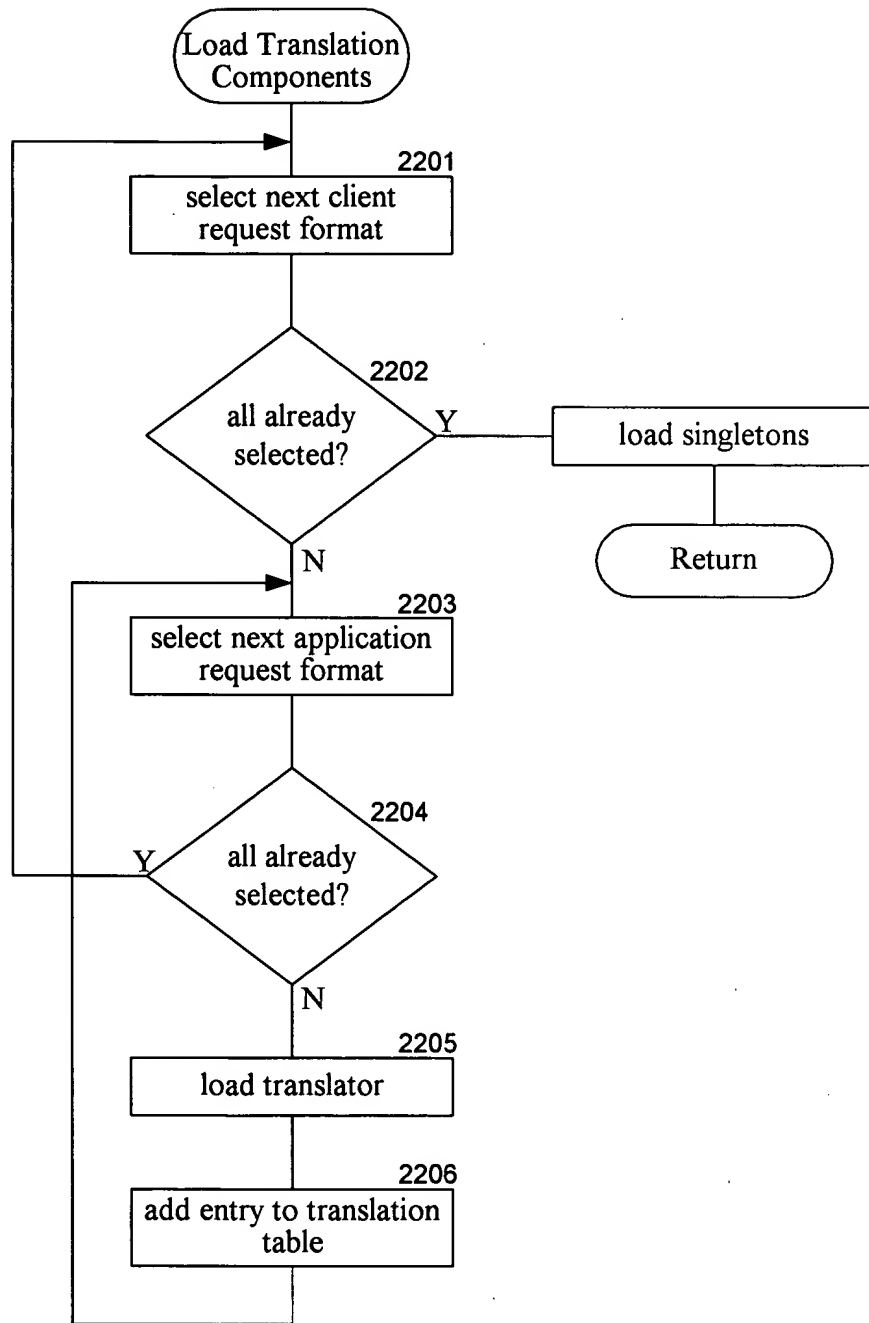 Load Translation
Components
2201
select next client
request format
2202
all already
selected?
Y
load singletons
Return
N
2203
select next application
request format
2204
Y
all already
selected?
N
2205
load translator
2206
add entry to translation
table